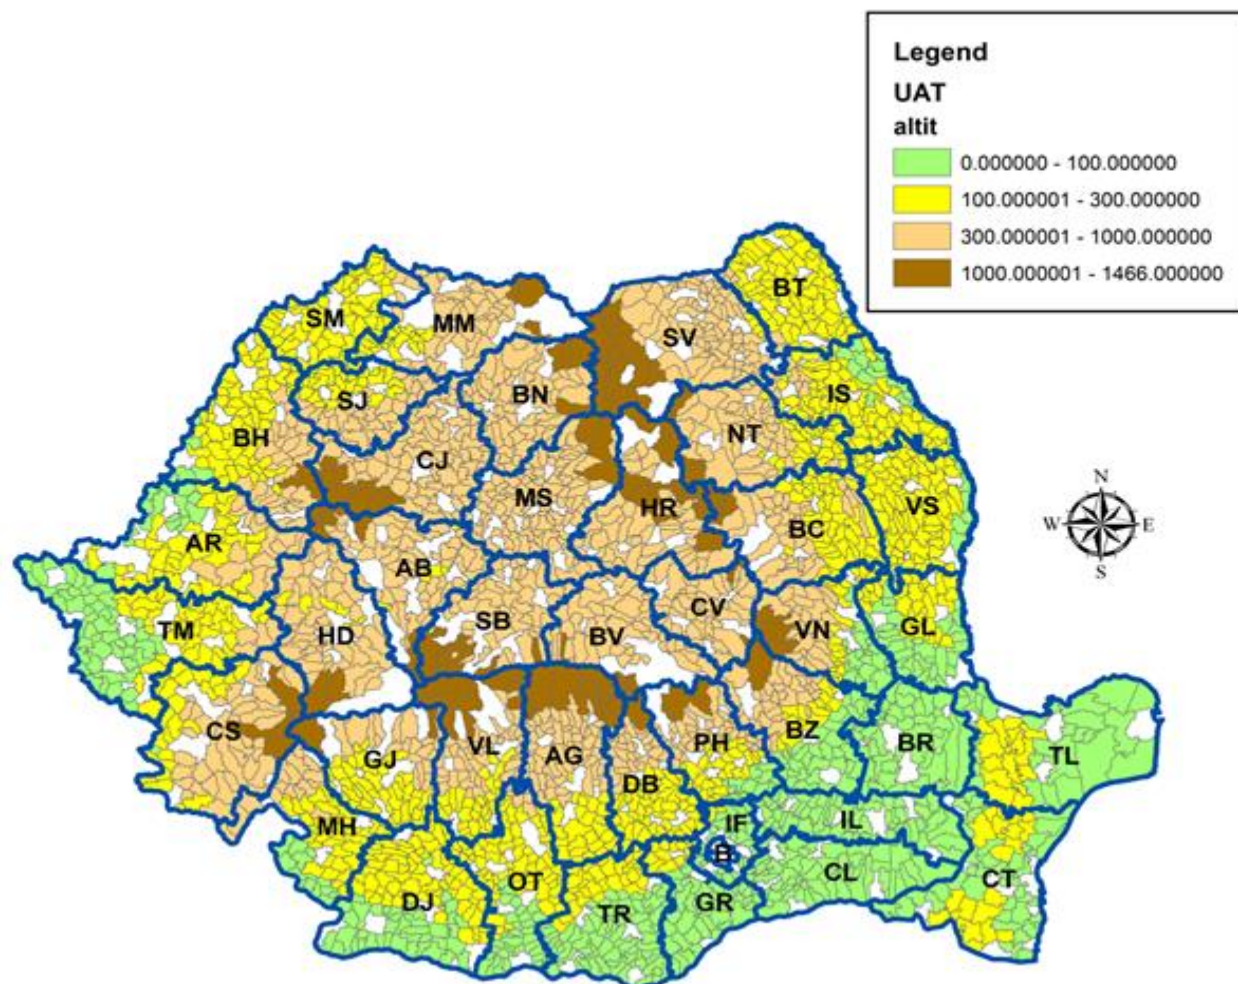 Legend
UAT
altit
0.000000 - 100.000000
100.000001 - 300.000000
300.000001 - 1000.000000
1000.000001 - 1466.000000
BT
SM
MM
SV
SJ
BN
IS
BH
CJ
NT
N
MS
HR
BC
VS
W
E
AR
AB
S
SB
CV
TM
HD
BV
VN
GL
CS
GJ
VL
AG
PH
BZ
BR
TL
DB
MH
IF
IL
B
OT
CL
CT
DJ
TR
GR